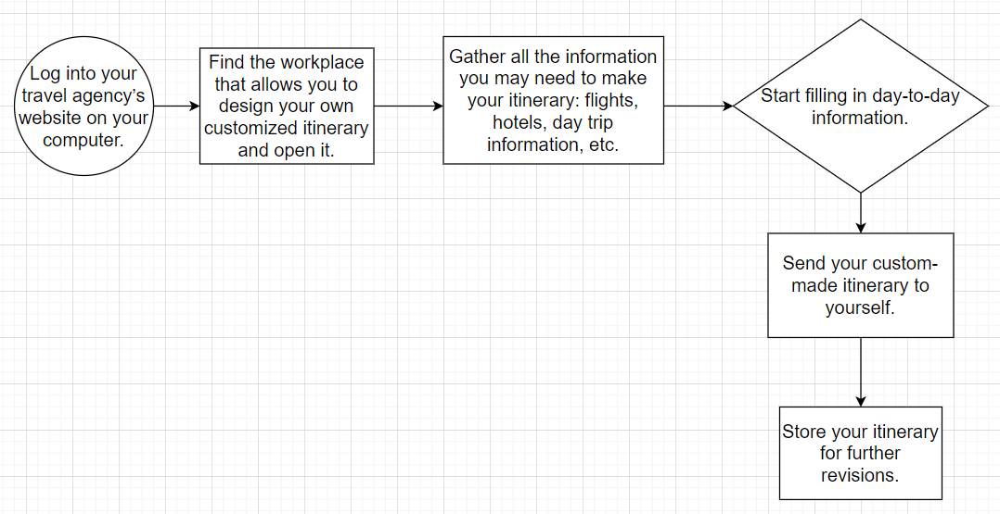 Log into your
travel agency’s
website on your
computer.
Find the workplace
that allows you to
design your own
customized itinerary
and open it.
Gather all the information
you may need to make
your itinerary: flights,
hotels, day trip
information, etc.
Start filling in day-to-day
information.
Send your custom-
made itinerary to
yourself.
Store your itinerary
for further
revisions.